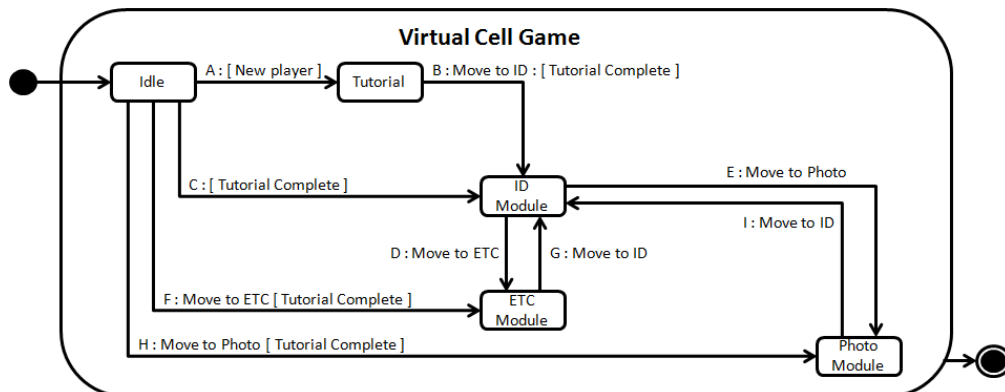 Virtual Cell Game
Idle
A : [ New player ]
Tutorial
B : Move to ID : [ Tutorial Complete ]
C : [ Tutorial Complete ]
ID
Module
E : Move to Photo
I : Move to ID
D : Move to ETC
G : Move to ID
F : Move to ETC [ Tutorial Complete ]
ETC
Module
H : Move to Photo [ Tutorial Complete ]
Photo
Module